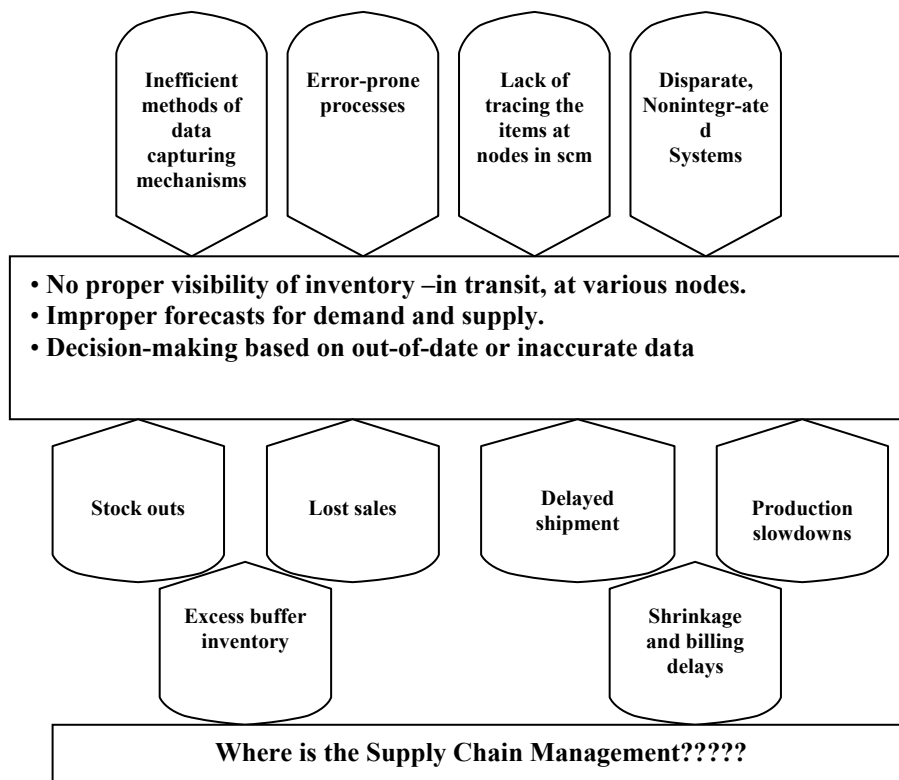 Inefficient
methods of
data
capturing
mechanisms
Error-prone
processes
Lack of
tracing the
items at
nodes in scm
Disparate,
Nonintegr-ate
d
Systems
• No proper visibility of inventory –in transit, at various nodes.
• Improper forecasts for demand and supply.
• Decision-making based on out-of-date or inaccurate data
Stock outs
Lost sales
Delayed
shipment
Production
slowdowns
Excess buffer
inventory
Shrinkage
and billing
delays
Where is the Supply Chain Management?????